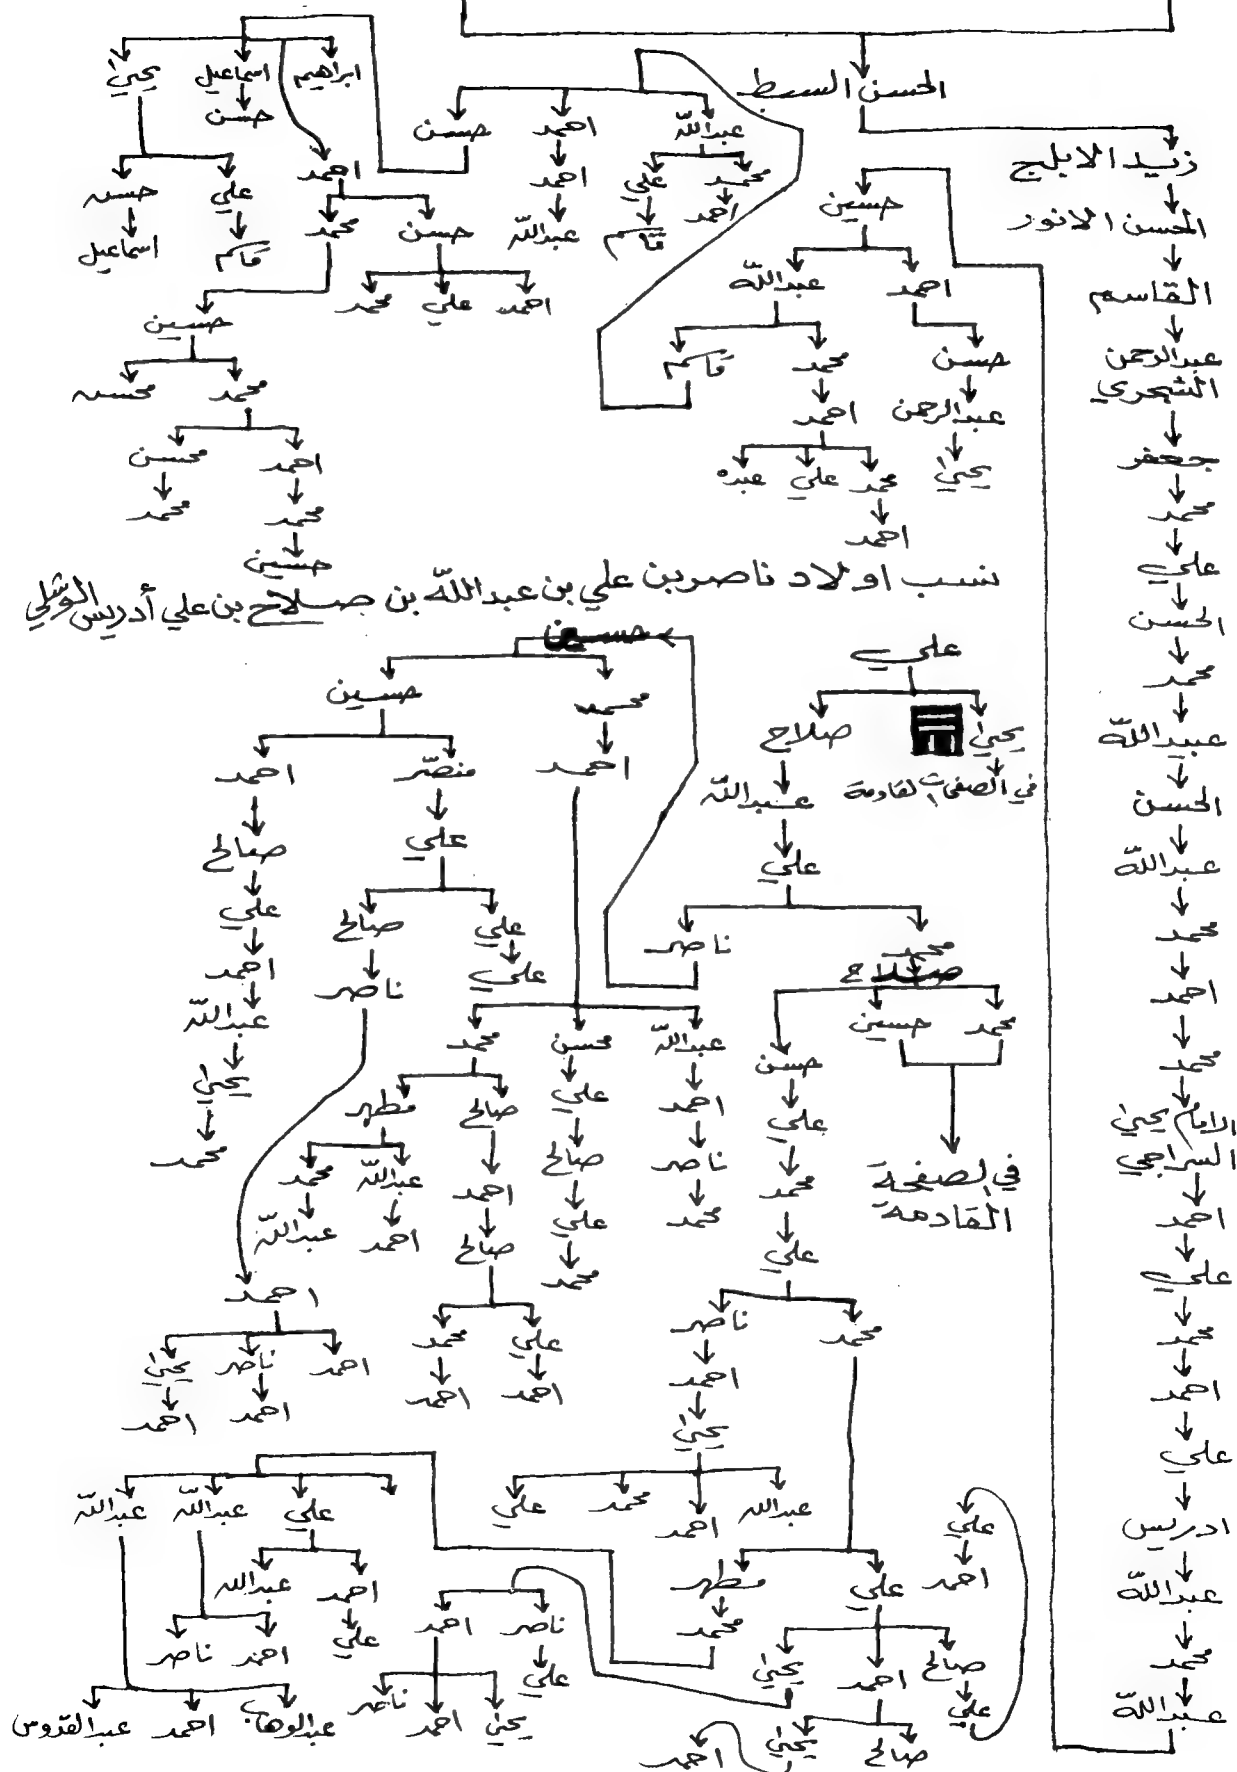 الحسن السبط
زيد الابلج
الحسن الانور
القاسم
عبدالرحمن
الشجري
جعفر
محمد
علي
الحسن
محمد
عبيدالله
الحسن
عبدالله
محمد
احمد
محمد
الامام يحيى
السراجي
احمد
علي
محمد
احمد
علي
ادريس
عبدالله
محمد
عبدالله
حسين
احمد عبدالله
حسن محمد قاسم
عبدالرحمن احمد
يحيى محمد علي عبده
احمد
عبدالله احمد حسن
محمد علي احمد
احمد قاسم عبدالله
ابراهيم اسماعيل يحيى
حسن
احمد علي حسن
حسن محمد قاسم اسماعيل
احمد علي محمد
حسين
محمد محسن
احمد محسن
محمد محمد
حسين
نسب اولاد ناصر بن علي بن عبدالله بن صلاح بن علي أدريس الوشلي
علي
يحيى صلاح
في الصفحات القادمة
عبدالله
علي
محمد ناصر
صلاح
محمد حسين حسن
في الصفحة
القادمة
علي
محمد
علي
محمد ناصر
احمد
يحيى
عبدالله احمد محمد علي
علي مطهر
محمد
صالح احمد يحيى
علي
صالح يحيى احمد
علي
احمد
حسين
محمد حسين
احمد
منصر احمد
علي صالح
علي صالح علي
علي ناصر احمد
عبدالله
يحيى
محمد
عبدالله محسن محمد
احمد علي صالح مطهر
ناصر صالح احمد عبدالله محمد
محمد علي صالح احمد عبدالله
محمد
علي محمد
احمد احمد
احمد
احمد ناصر يحيى
احمد احمد
علي عبدالله عبدالله
احمد عبدالله
علي
احمد ناصر
عبدالوهاب احمد عبدالقدوس
ناصر احمد
علي
يحيى احمد ناصر